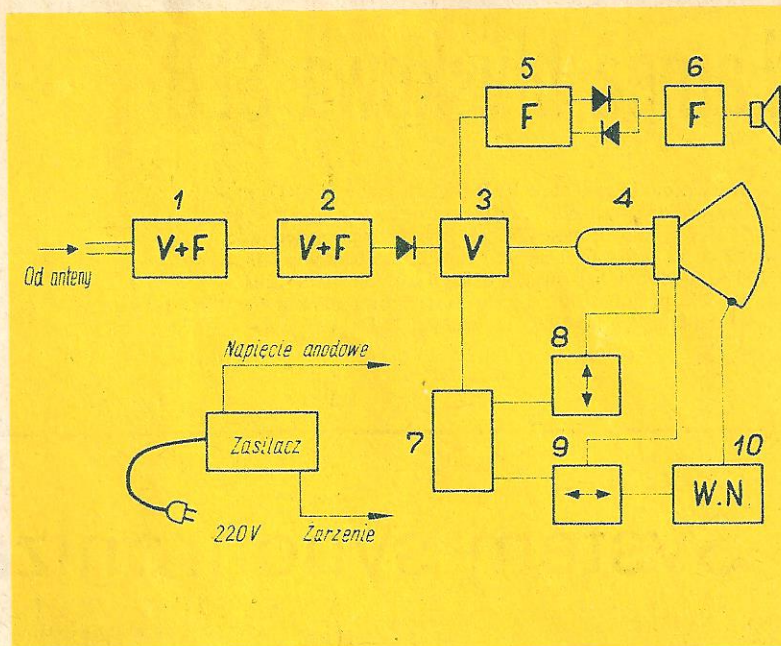 5 6
F F
1 2 3 4
V+F V+F V
Od anteny
8
Napięcie anodowe
7 9 10
Zasilacz
W.N
220V Żarzenie